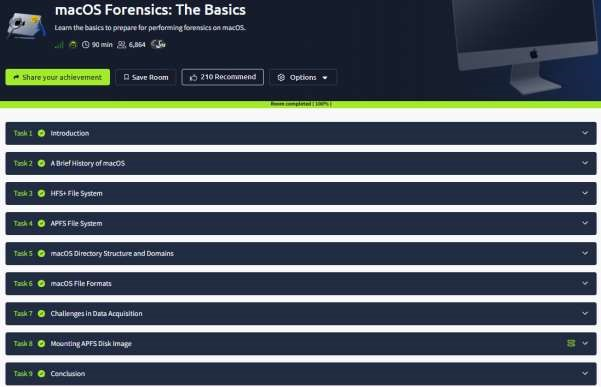 macOS Forensics: The Basics
Learn the basics to prepare for performing forensics on macOS.
90 min 6,864
Share your achievement Save Room 210 Recommend Options
Room completed ( 100% )
Task 1 Introduction
Task 2 A Brief History of macOS
Task 3 HFS+ File System
Task 4 APFS File System
Task 5 macOS Directory Structure and Domains
Task 6 macOS File Formats
Task 7 Challenges in Data Acquisition
Task 8 Mounting APFS Disk Image
Task 9 Conclusion